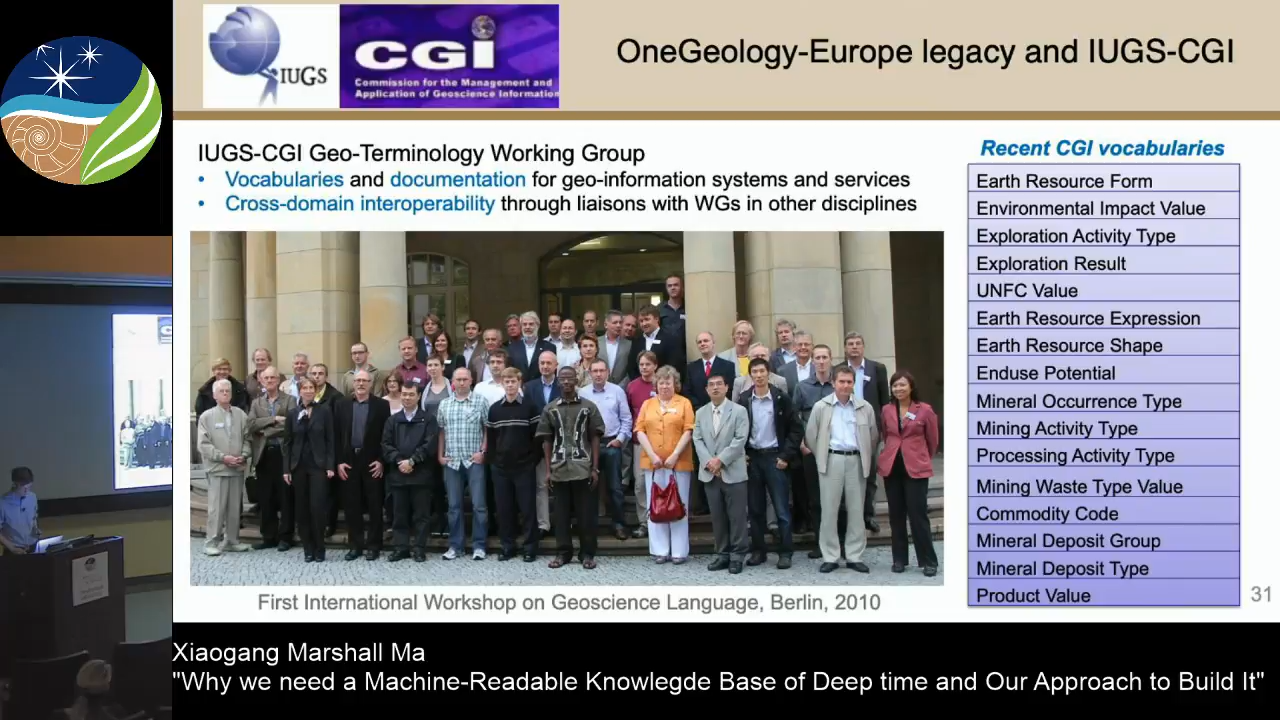 IUGS
CGI
Commission for the Management and
Application of Geoscience Information
OneGeology-Europe legacy and IUGS-CGI
IUGS-CGI Geo-Terminology Working Group
• Vocabularies and documentation for geo-information systems and services
• Cross-domain interoperability through liaisons with WGs in other disciplines
First International Workshop on Geoscience Language, Berlin, 2010
Recent CGI vocabularies
Earth Resource Form
Environmental Impact Value
Exploration Activity Type
Exploration Result
UNFC Value
Earth Resource Expression
Earth Resource Shape
Enduse Potential
Mineral Occurrence Type
Mining Activity Type
Processing Activity Type
Mining Waste Type Value
Commodity Code
Mineral Deposit Group
Mineral Deposit Type
Product Value
31
Xiaogang Marshall Ma
"Why we need a Machine-Readable Knowlegde Base of Deep time and Our Approach to Build It"